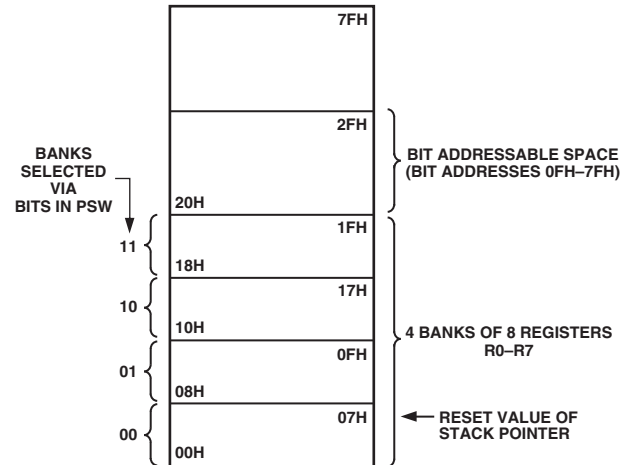 7FH
2FH
BANKS
SELECTED
VIA
BITS IN PSW
BIT ADDRESSABLE SPACE
(BIT ADDRESSES 0FH–7FH)
20H
1FH
11
18H
17H
10
10H
4 BANKS OF 8 REGISTERS
R0–R7
0FH
01
08H
07H
RESET VALUE OF
STACK POINTER
00
00H